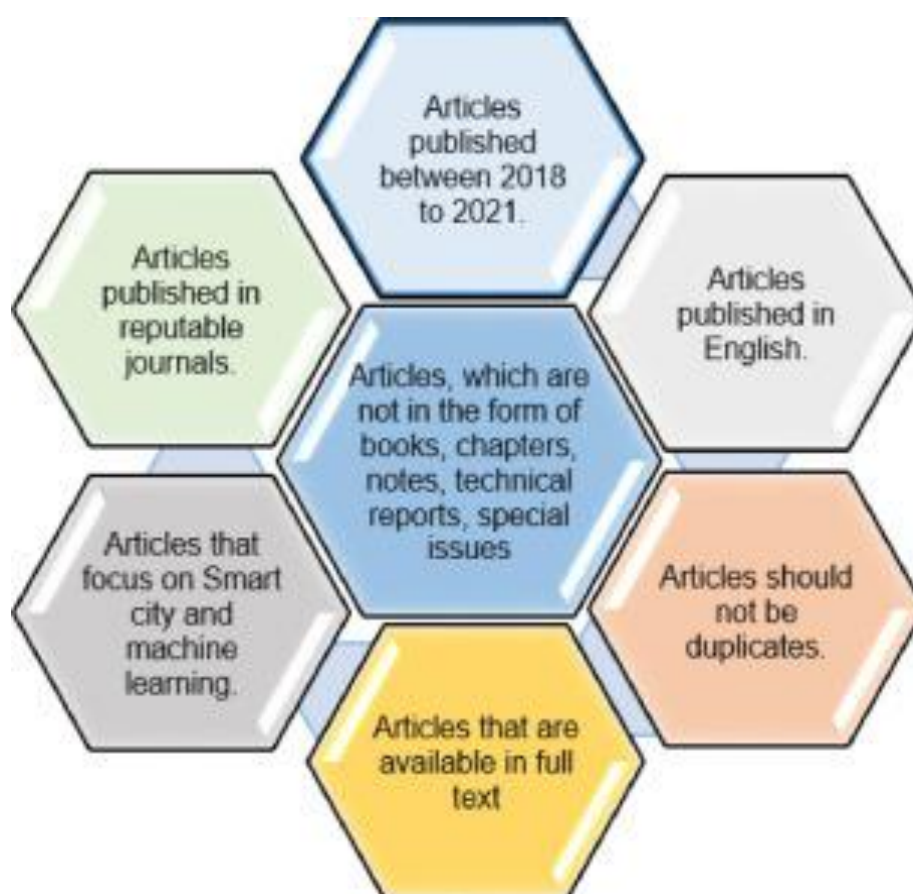 Articles
published
between 2018
to 2021.
Articles
published in
reputable
journals.
Articles
published in
English.
Articles, which are
not in the form of
books, chapters,
notes, technical
reports, special
issues
Articles that
focus on Smart
city and
machine
learning.
Articles should
not be
duplicates.
Articles that are
available in full
text